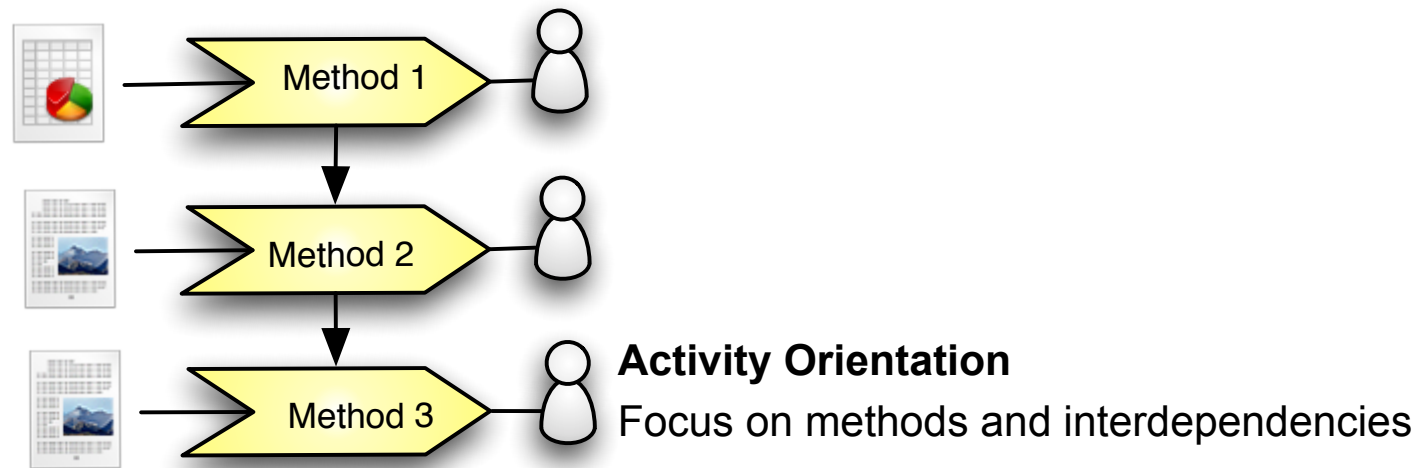 Method 1
Method 2
Method 3
Activity Orientation
Focus on methods and interdependencies